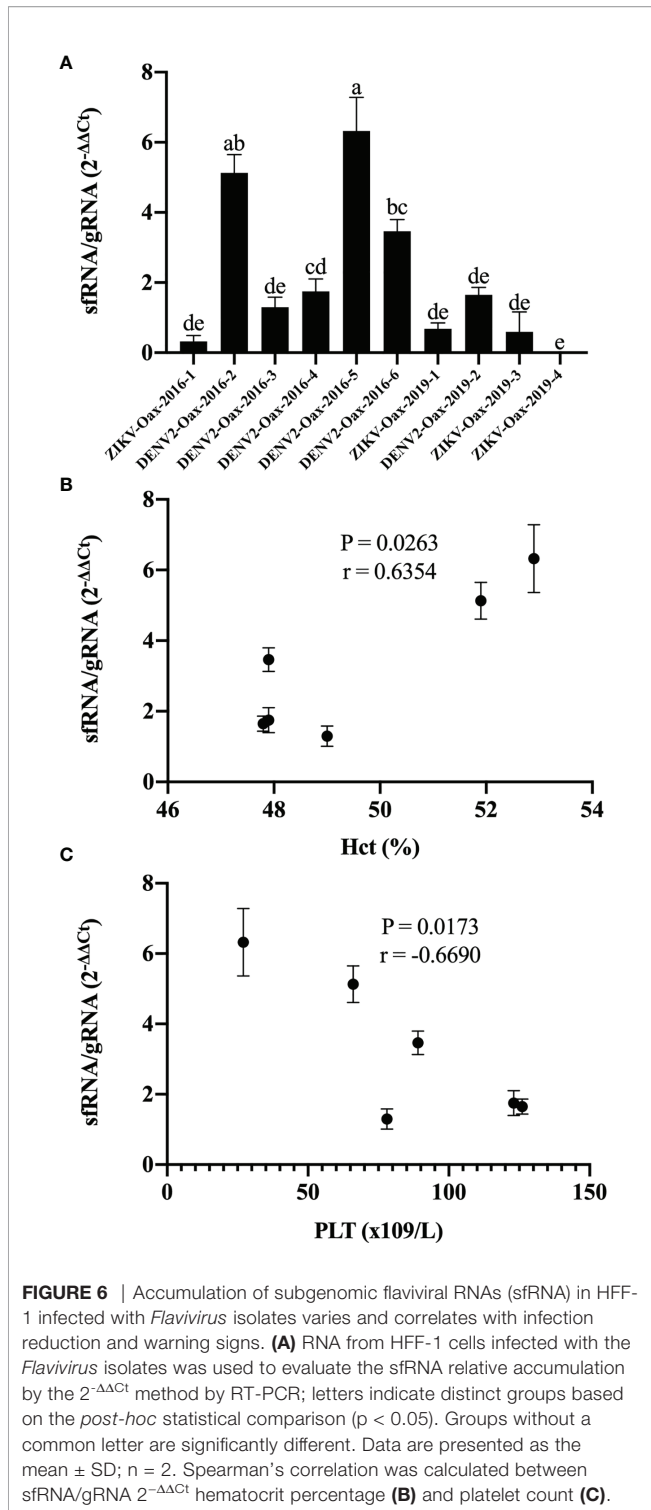 A
sfRNA/gRNA (2-ΔΔCt)
8
6
4
2
0
de
ab
de
cd
a
bc
de
de
de
e
ZIKV-Oax-2016-1
DENV2-Oax-2016-2
DENV2-Oax-2016-3
DENV2-Oax-2016-4
DENV2-Oax-2016-5
DENV2-Oax-2016-6
ZIKV-Oax-2019-1
DENV2-Oax-2019-2
ZIKV-Oax-2019-3
ZIKV-Oax-2019-4
B
sfRNA/gRNA (2-ΔΔCt)
8
6
4
2
0
P = 0.0263
r = 0.6354
46 48 50 52 54
Hct (%)
C
sfRNA/gRNA (2-ΔΔCt)
8
6
4
2
0
P = 0.0173
r = -0.6690
0 50 100 150
PLT (x109/L)
FIGURE 6 | Accumulation of subgenomic flaviviral RNAs (sfRNA) in HFF-
1 infected with Flavivirus isolates varies and correlates with infection
reduction and warning signs. (A) RNA from HFF-1 cells infected with the
Flavivirus isolates was used to evaluate the sfRNA relative accumulation
by the 2-ΔΔCt method by RT-PCR; letters indicate distinct groups based
on the post-hoc statistical comparison (p < 0.05). Groups without a
common letter are significantly different. Data are presented as the
mean ± SD; n = 2. Spearman's correlation was calculated between
sfRNA/gRNA 2−ΔΔCt hematocrit percentage (B) and platelet count (C).